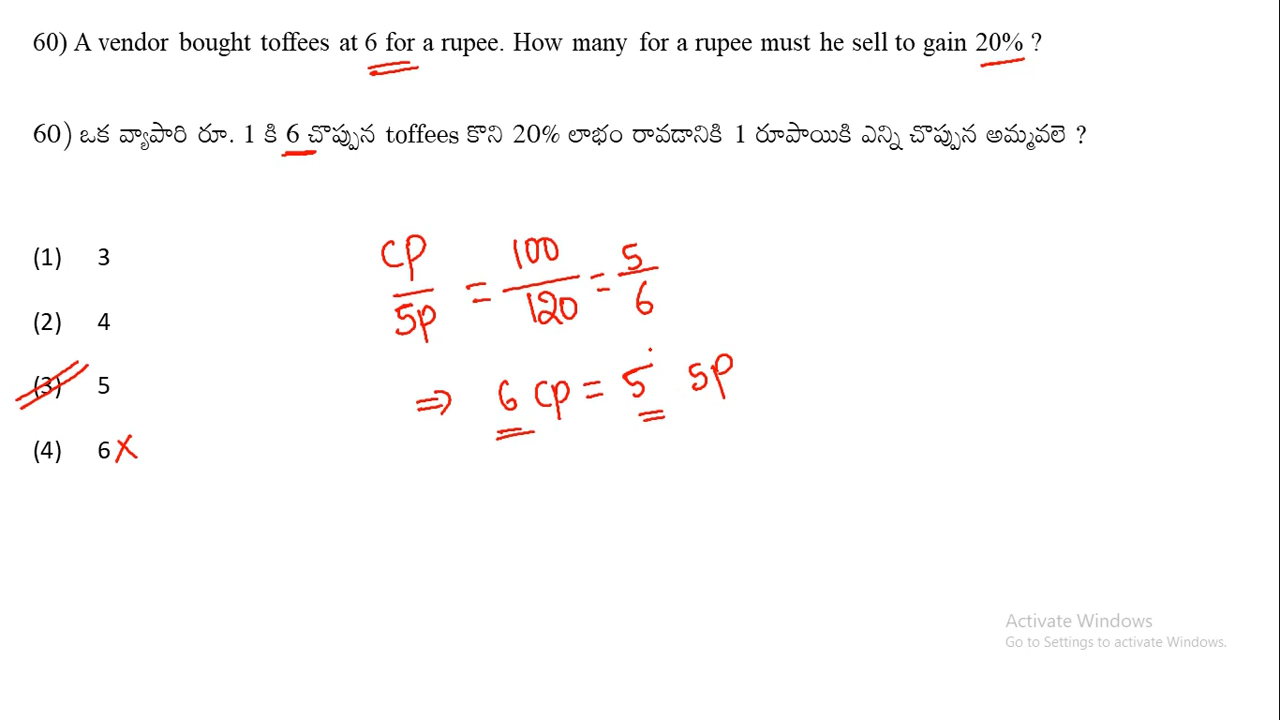 60) A vendor bought toffees at 6 for a rupee. How many for a rupee must he sell to gain 20% ?
60) ఒక వ్యాపారి రూ. 1 కి 6 చొప్పున toffees కొని 20% లాభం రావడానికి 1 రూపాయికి ఎన్ని చొప్పున అమ్మవలె ?
(1) 3
(2) 4
(3) 5
(4) 6 X
CP/SP = 100/120 = 5/6
⇒ 6 CP = 5 SP
Activate Windows
Go to Settings to activate Windows.